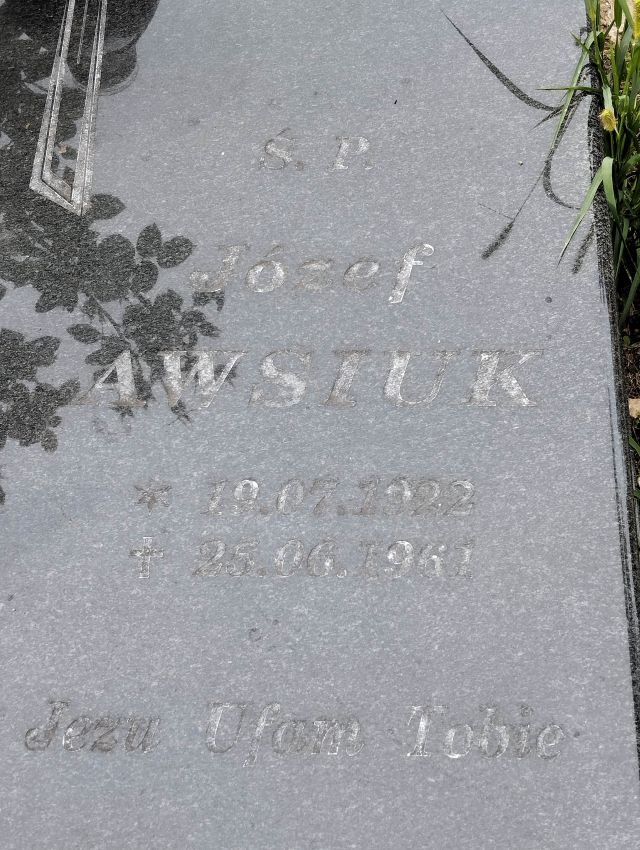 Ś. P.
Józef
AWSIUK
* 19.07.1922
✝ 25.06.1961
Jezu Ufam Tobie